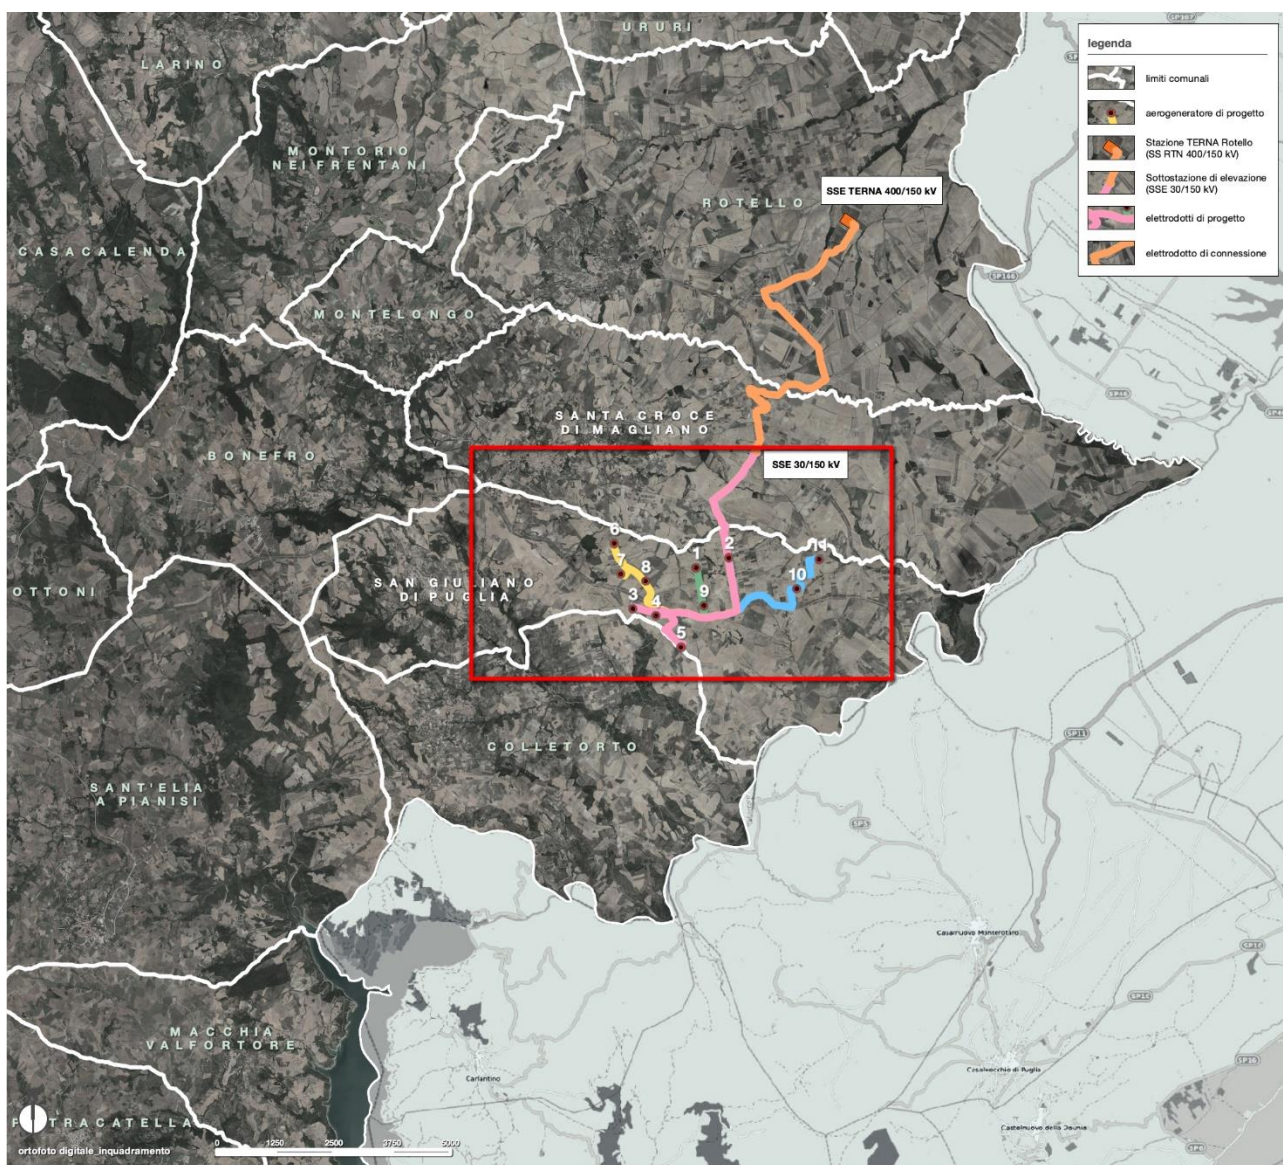 URURI
LARINO
MONTORIO
NEI FRENTANI
ROTELLO
SSE TERNA 400/150 kV
CASACALENDA
MONTELONGO
SANTA CROCE
DI MAGLIANO
BONEFRO
SSE 30/150 kV
OTTONI
SAN GIULIANO
DI PUGLIA
6
7
8
3
4
5
1
9
2
10
11
COLLETORTO
SANT'ELIA
A PIANISI
MACCHIA
VALFORTORE
TRACATELLA
legenda
limiti comunali
aerogeneratore di progetto
Stazione TERNA Rotello
(SS RTN 400/150 kV)
Sottostazione di elevazione
(SSE 30/150 kV)
elettrodotti di progetto
elettrodotto di connessione
SP11
SP5
Casalnuovo Monterotaro
Casalvecchio di Puglia
Castelnuovo della Daunia
Carlantino
SP16
ortofoto digitale_inquadramento
0 1250 2500 3750 5000